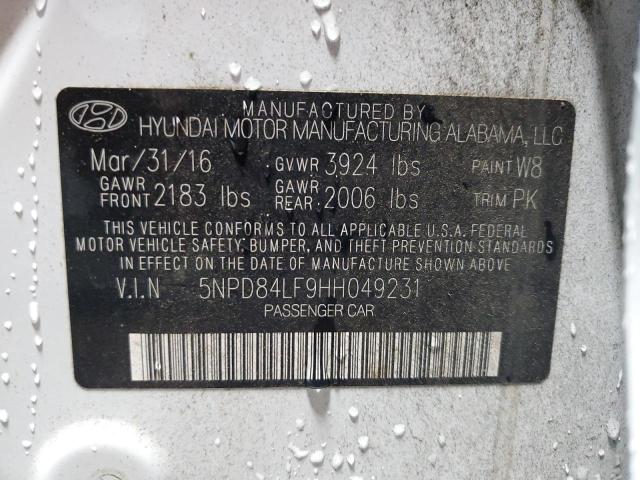 MANUFACTURED BY
HYUNDAI MOTOR MANUFACTURING ALABAMA, LLC
Mar/31/16 GVWR 3924 lbs PAINT W8
GAWR FRONT 2183 lbs GAWR REAR 2006 lbs TRIM PK
THIS VEHICLE CONFORMS TO ALL APPLICABLE U.S.A. FEDERAL
MOTOR VEHICLE SAFETY, BUMPER, AND THEFT PREVENTION STANDARDS
IN EFFECT ON THE DATE OF MANUFACTURE SHOWN ABOVE
V.I.N 5NPD84LF9HH049231
PASSENGER CAR